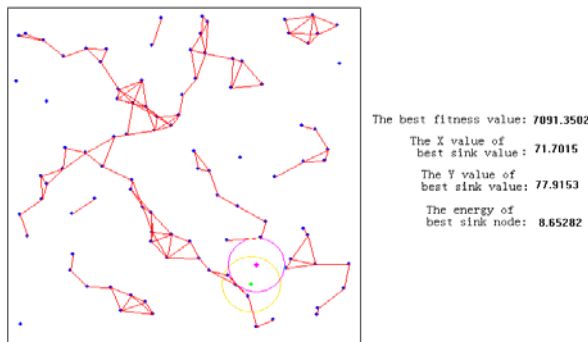 The best fitness value: 7091.3502
The X value of
best sink value : 71.7015
The Y value of
best sink value: 77.9153
The energy of
best sink node: 8.65282